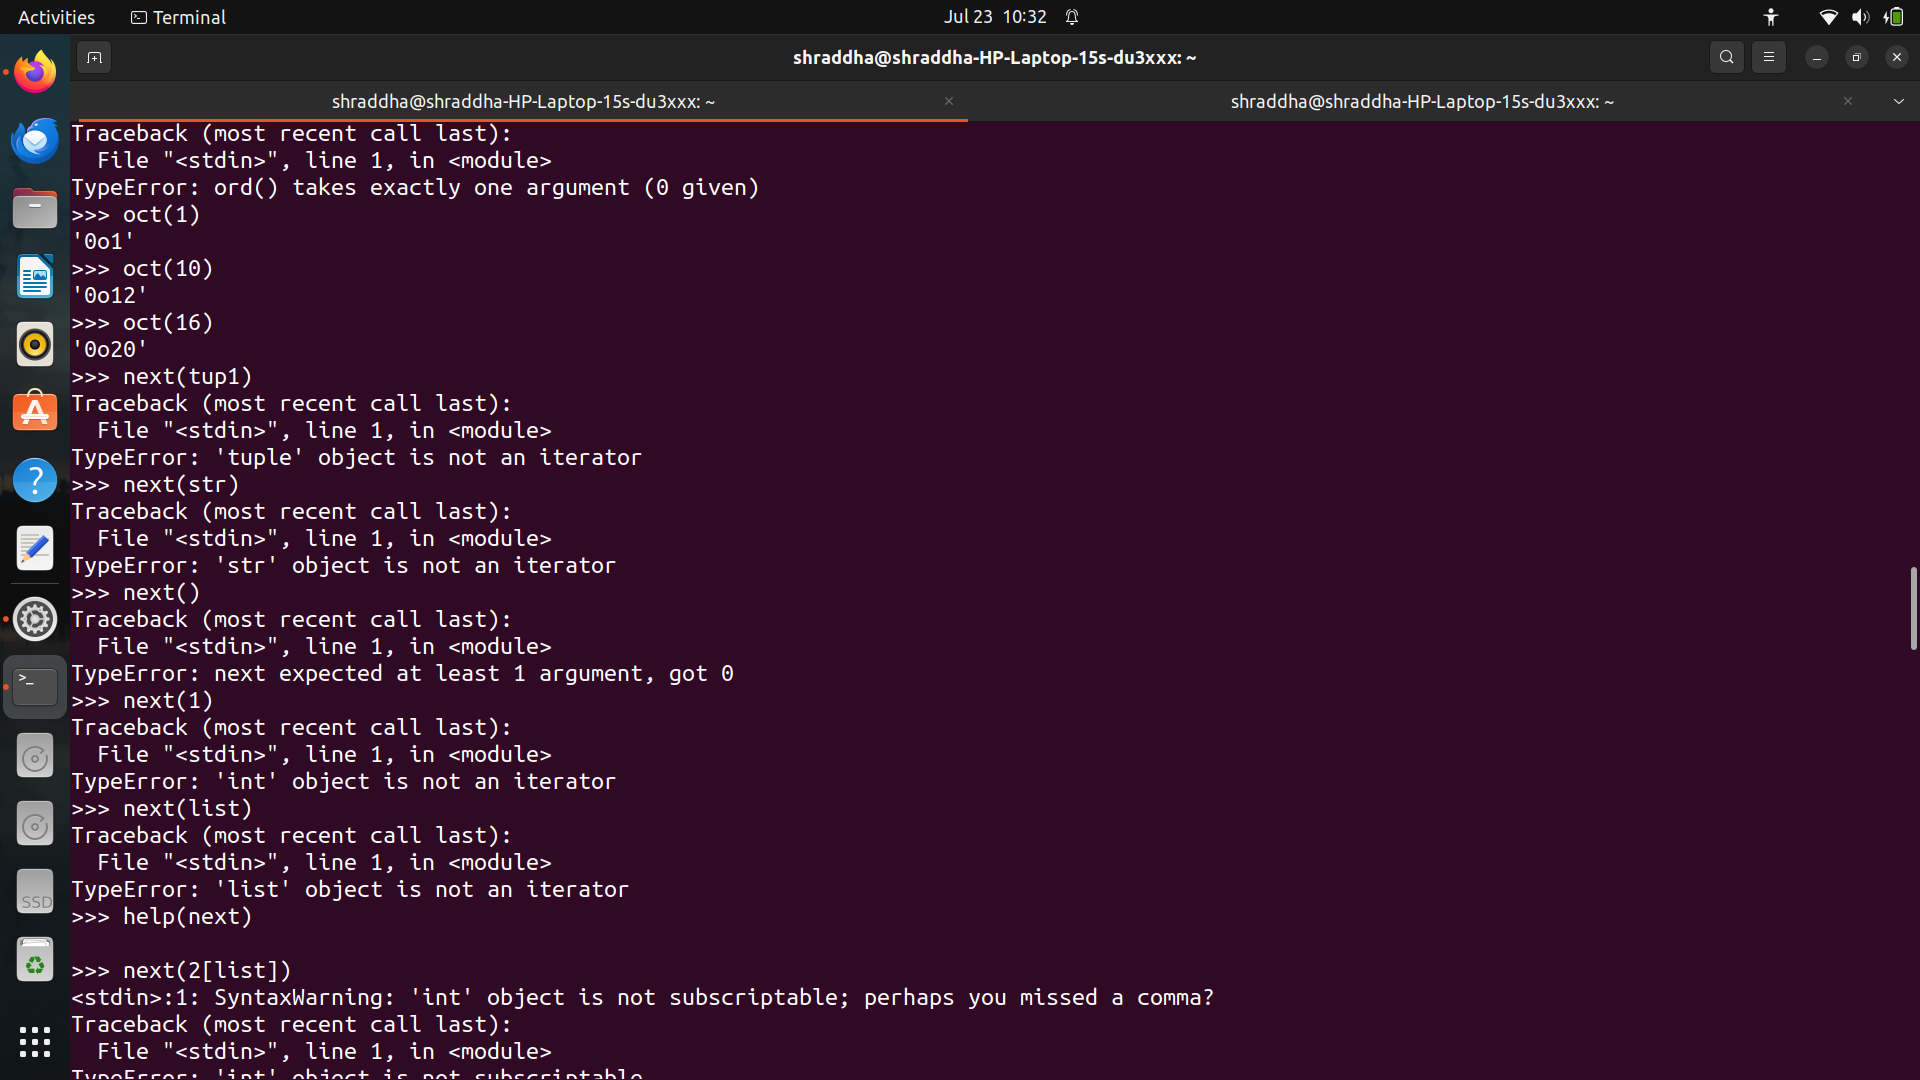 Activities
Terminal
Jul 23 10:32
shraddha@shraddha-HP-Laptop-15s-du3xxx: ~
shraddha@shraddha-HP-Laptop-15s-du3xxx: ~
shraddha@shraddha-HP-Laptop-15s-du3xxx: ~
Traceback (most recent call last):
  File "<stdin>", line 1, in <module>
TypeError: ord() takes exactly one argument (0 given)
>>> oct(1)
'0o1'
>>> oct(10)
'0o12'
>>> oct(16)
'0o20'
>>> next(tup1)
Traceback (most recent call last):
  File "<stdin>", line 1, in <module>
TypeError: 'tuple' object is not an iterator
>>> next(str)
Traceback (most recent call last):
  File "<stdin>", line 1, in <module>
TypeError: 'str' object is not an iterator
>>> next()
Traceback (most recent call last):
  File "<stdin>", line 1, in <module>
TypeError: next expected at least 1 argument, got 0
>>> next(1)
Traceback (most recent call last):
  File "<stdin>", line 1, in <module>
TypeError: 'int' object is not an iterator
>>> next(list)
Traceback (most recent call last):
  File "<stdin>", line 1, in <module>
TypeError: 'list' object is not an iterator
>>> help(next)
>>> next(2[list])
<stdin>:1: SyntaxWarning: 'int' object is not subscriptable; perhaps you missed a comma?
Traceback (most recent call last):
  File "<stdin>", line 1, in <module>
TypeError: 'int' object is not subscriptable
SSD